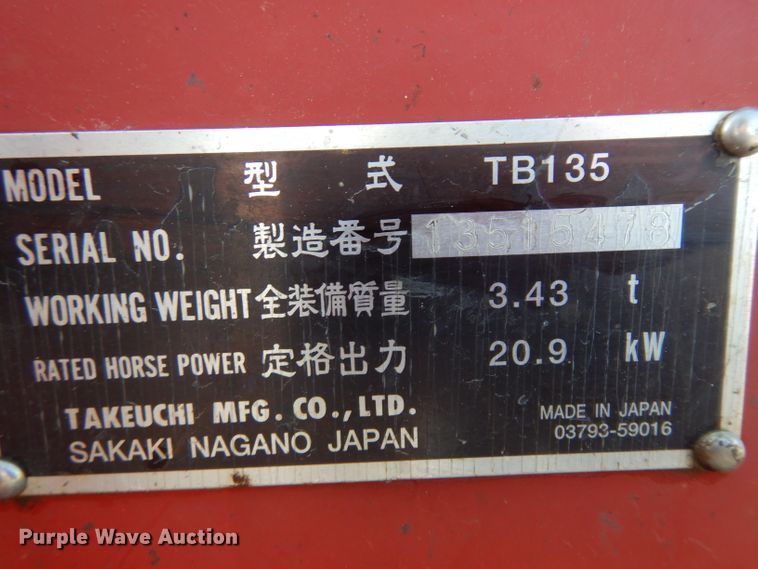 MODEL 型 式 TB135
SERIAL NO. 製造番号 13515478
WORKING WEIGHT 全装備質量 3.43 t
RATED HORSE POWER 定格出力 20.9 kW
TAKEUCHI MFG. CO.,LTD.
SAKAKI NAGANO JAPAN
MADE IN JAPAN
03793-59016
Purple Wave Auction